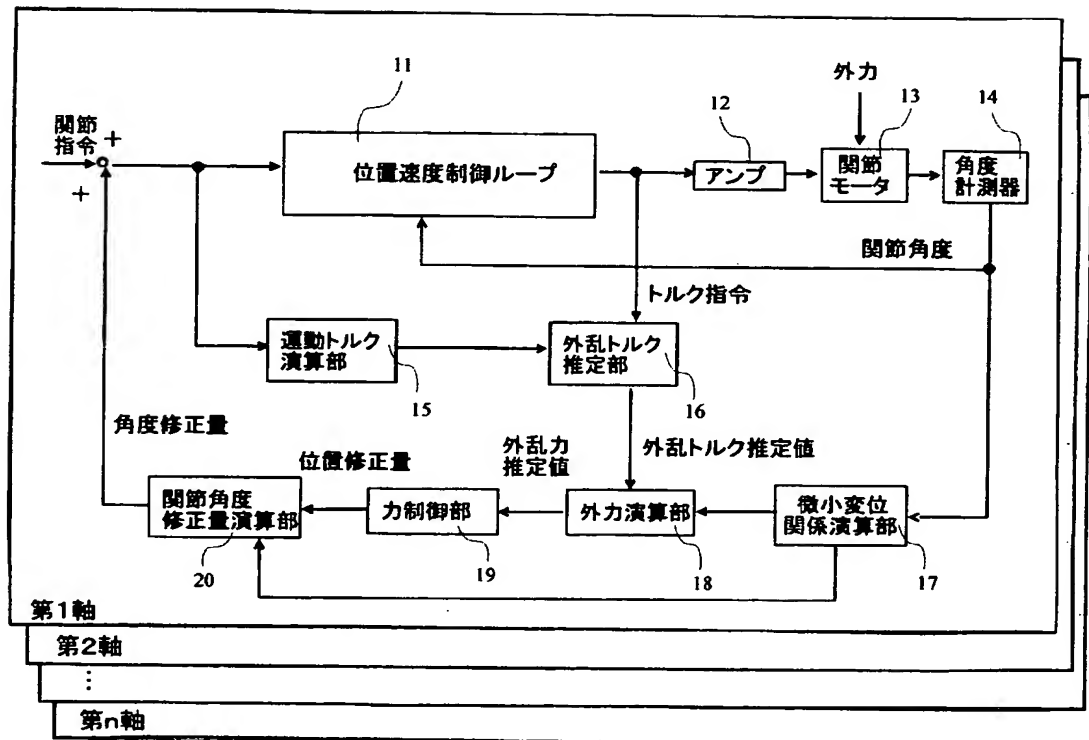 11
外力
13
14
関節
指令
+
12
位置速度制御ループ
アンプ
関節
モータ
角度
計測器
+
関節角度
トルク指令
運動トルク
演算部
外乱トルク
推定部
15
16
角度修正量
外乱力
推定値
外乱トルク推定値
位置修正量
関節角度
修正量演算部
力制御部
外力演算部
微小変位
関係演算部
20
19
18
17
第1軸
第2軸
⋮
第n軸